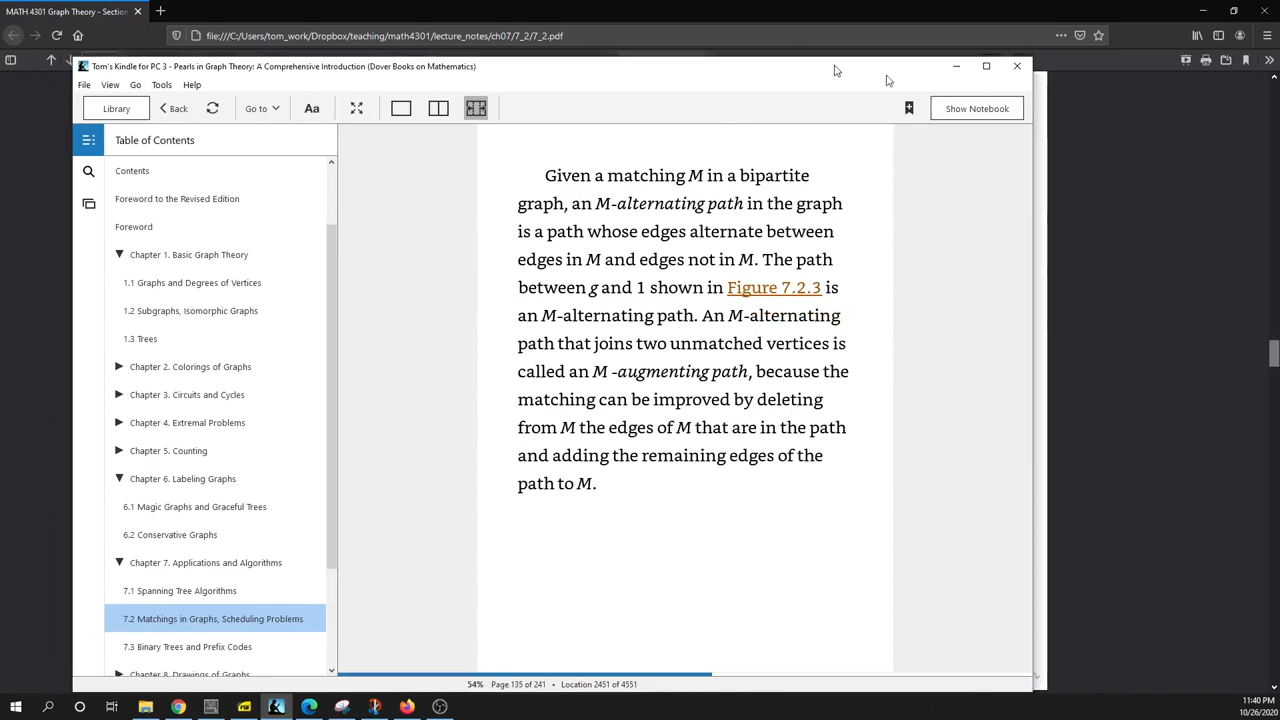 MATH 4301 Graph Theory - Section
file:///C:/Users/tom_work/Dropbox/teaching/math4301/lecture_notes/ch07/7_2/7_2.pdf
Tom's Kindle for PC 3 - Pearls in Graph Theory: A Comprehensive Introduction (Dover Books on Mathematics)
File View Go Tools Help
Library Back Go to Aa Show Notebook
Table of Contents
Contents
Foreword to the Revised Edition
Foreword
Chapter 1. Basic Graph Theory
1.1 Graphs and Degrees of Vertices
1.2 Subgraphs, Isomorphic Graphs
1.3 Trees
Chapter 2. Colorings of Graphs
Chapter 3. Circuits and Cycles
Chapter 4. Extremal Problems
Chapter 5. Counting
Chapter 6. Labeling Graphs
6.1 Magic Graphs and Graceful Trees
6.2 Conservative Graphs
Chapter 7. Applications and Algorithms
7.1 Spanning Tree Algorithms
7.2 Matchings in Graphs, Scheduling Problems
7.3 Binary Trees and Prefix Codes
Chapter 8. Drawings of Graphs
Given a matching M in a bipartite
graph, an M-alternating path in the graph
is a path whose edges alternate between
edges in M and edges not in M. The path
between g and 1 shown in Figure 7.2.3 is
an M-alternating path. An M-alternating
path that joins two unmatched vertices is
called an M -augmenting path, because the
matching can be improved by deleting
from M the edges of M that are in the path
and adding the remaining edges of the
path to M.
54% Page 135 of 241 Location 2451 of 4551
11:40 PM
10/26/2020